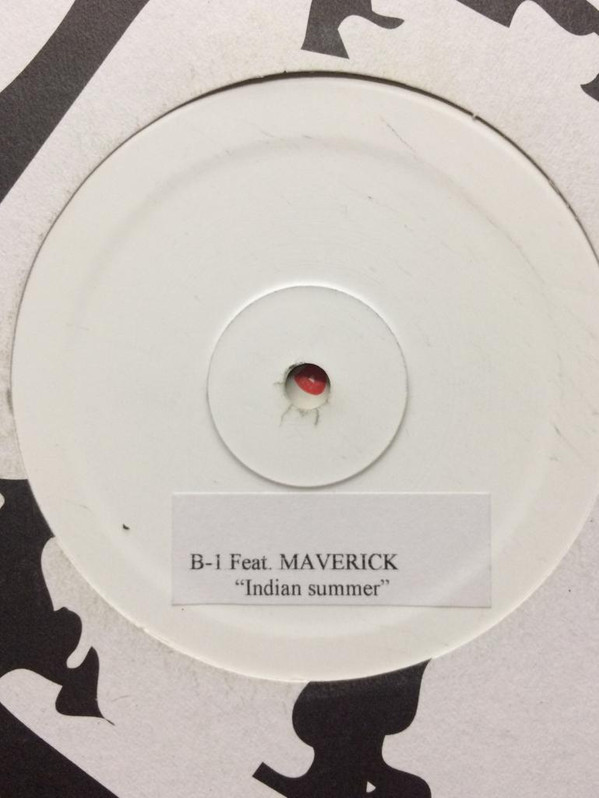 B-1 Feat. MAVERICK
“Indian summer”